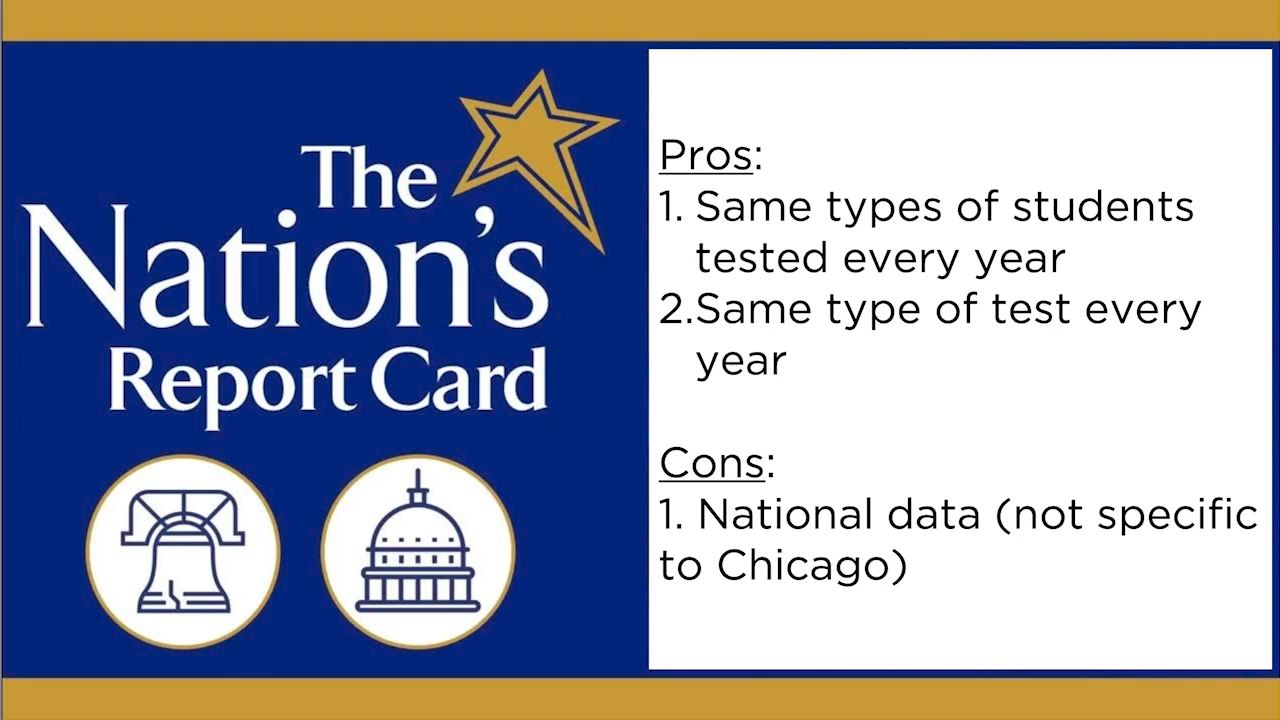 The
Nation's
Report Card
Pros:
1. Same types of students
tested every year
2.Same type of test every
year
Cons:
1. National data (not specific
to Chicago)